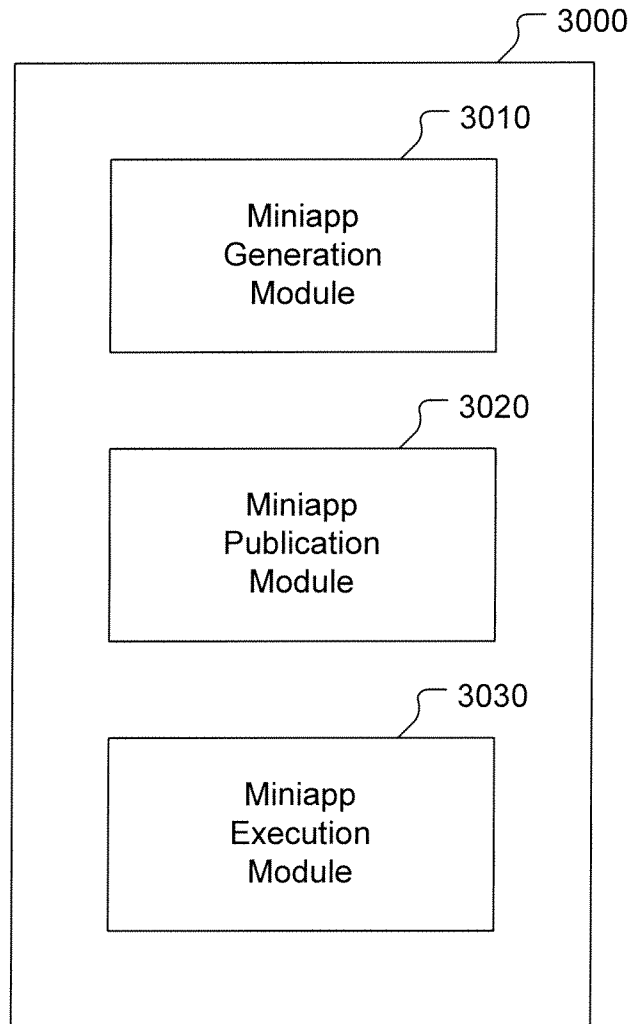 3000
3010
Miniapp
Generation
Module
3020
Miniapp
Publication
Module
3030
Miniapp
Execution
Module